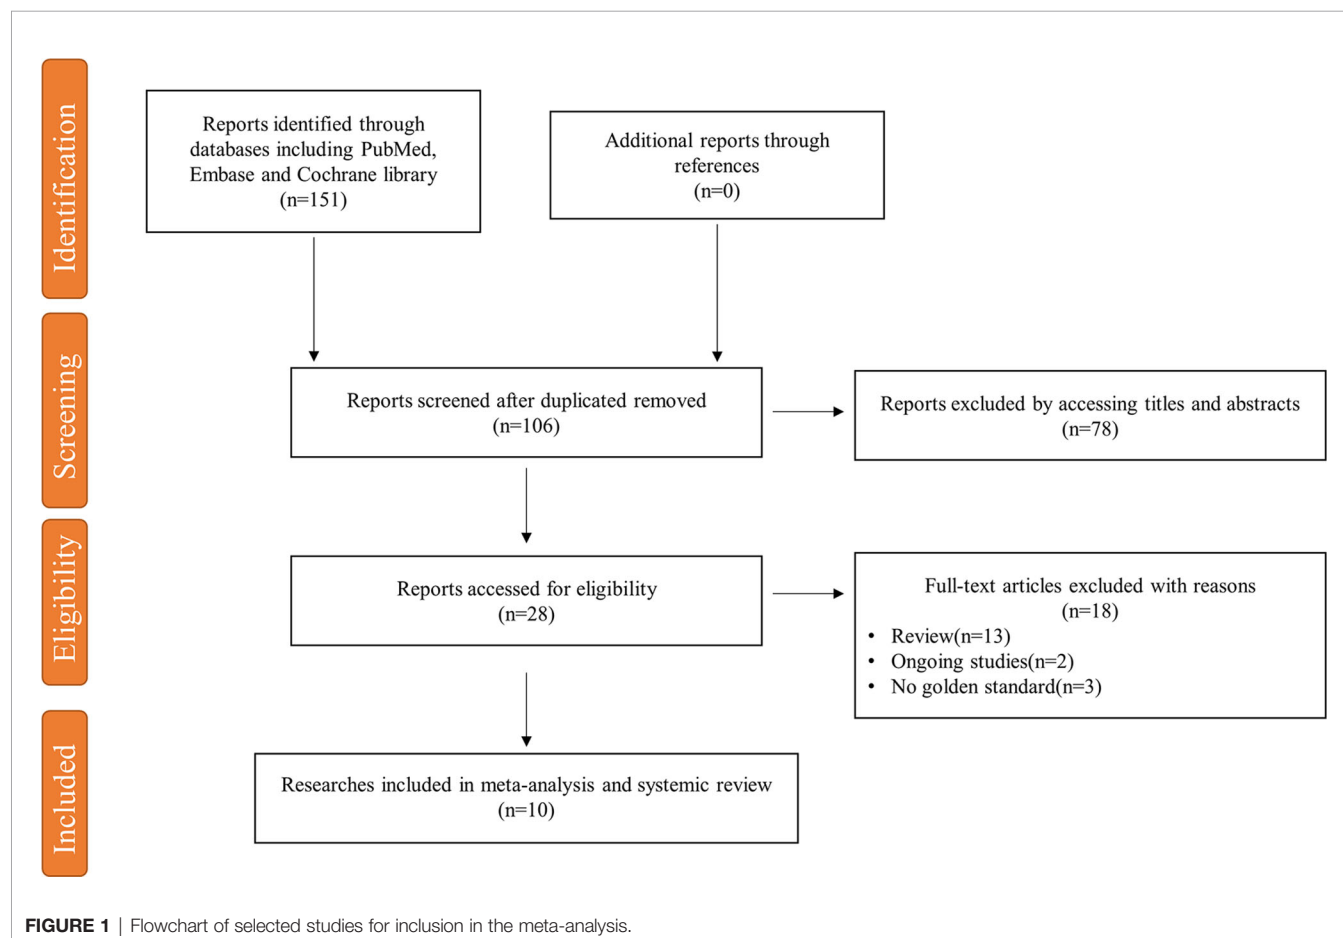 Identification
Reports identified through
databases including PubMed,
Embase and Cochrane library
(n=151)
Additional reports through
references
(n=0)
Screening
Reports screened after duplicated removed
(n=106)
Reports excluded by accessing titles and abstracts
(n=78)
Eligibility
Reports accessed for eligibility
(n=28)
Full-text articles excluded with reasons
(n=18)
• Review(n=13)
• Ongoing studies(n=2)
• No golden standard(n=3)
Included
Researches included in meta-analysis and systemic review
(n=10)
FIGURE 1 | Flowchart of selected studies for inclusion in the meta-analysis.